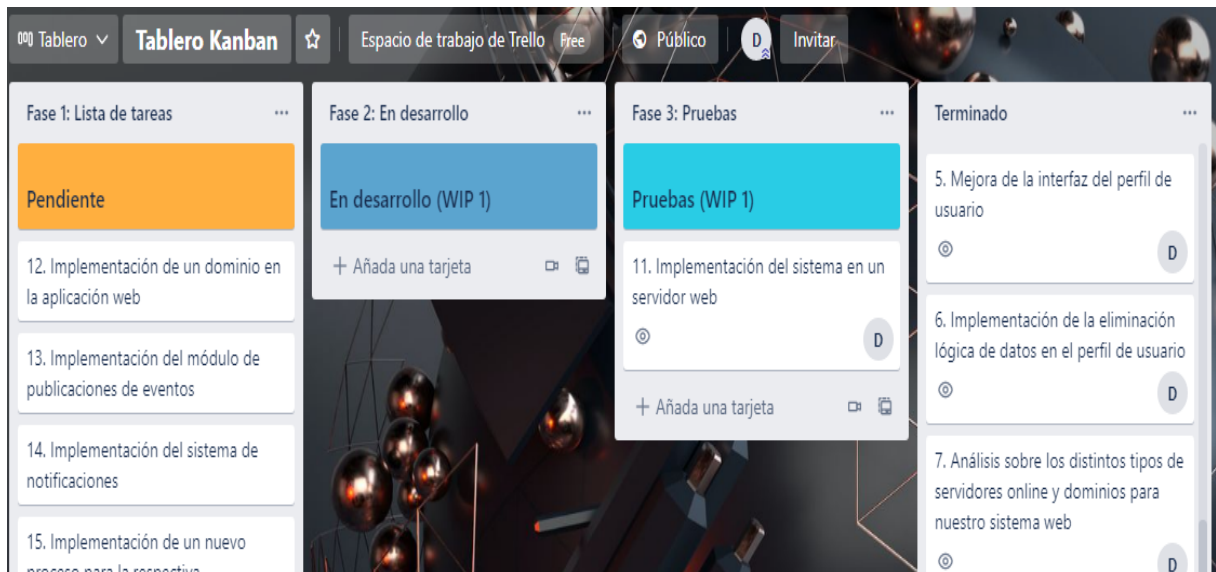 Tablero
Tablero Kanban
Espacio de trabajo de Trello Free
Público
D
Invitar
Fase 1: Lista de tareas
Pendiente
12. Implementación de un dominio en
la aplicación web
13. Implementación del módulo de
publicaciones de eventos
14. Implementación del sistema de
notificaciones
15. Implementación de un nuevo
proceso para la respectiva
Fase 2: En desarrollo
En desarrollo (WIP 1)
+ Añada una tarjeta
Fase 3: Pruebas
Pruebas (WIP 1)
11. Implementación del sistema en un
servidor web
D
+ Añada una tarjeta
Terminado
5. Mejora de la interfaz del perfil de
usuario
D
6. Implementación de la eliminación
lógica de datos en el perfil de usuario
D
7. Análisis sobre los distintos tipos de
servidores online y dominios para
nuestro sistema web
D